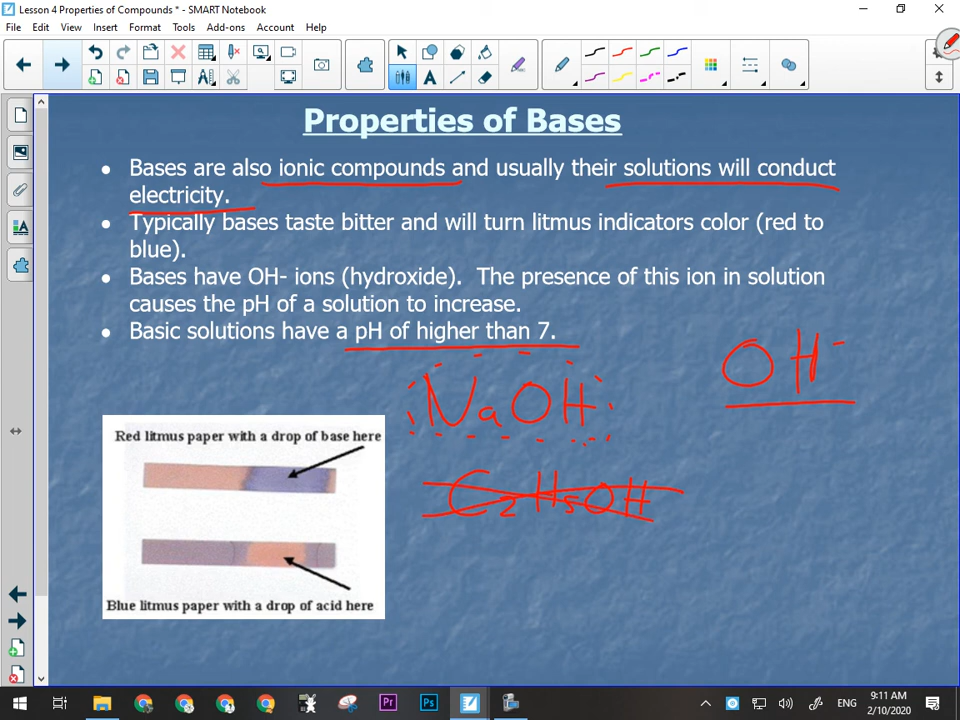 Lesson 4 Properties of Compounds * - SMART Notebook
File Edit View Insert Format Tools Add-ons Account Help
Properties of Bases
• Bases are also ionic compounds and usually their solutions will conduct
electricity.
• Typically bases taste bitter and will turn litmus indicators color (red to
blue).
• Bases have OH- ions (hydroxide). The presence of this ion in solution
causes the pH of a solution to increase.
• Basic solutions have a pH of higher than 7.
OH-
NaOH
C2H5OH
Red litmus paper with a drop of base here
Blue litmus paper with a drop of acid here
Pr Ps ENG
9:11 AM
2/10/2020